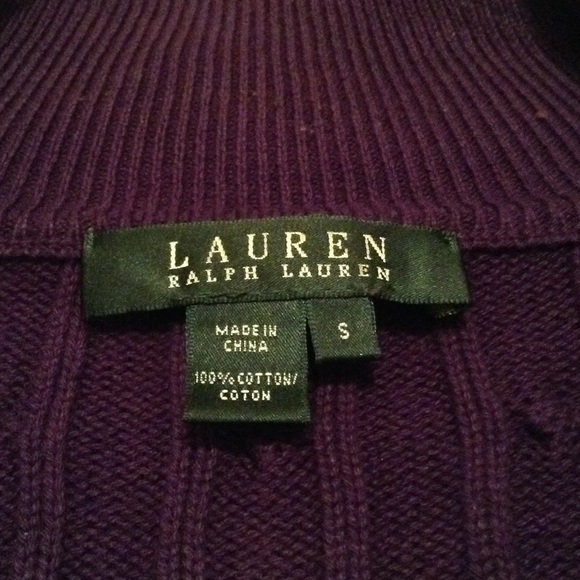 LAUREN
RALPH LAUREN
MADE IN
CHINA
100% COTTON/
COTON
S